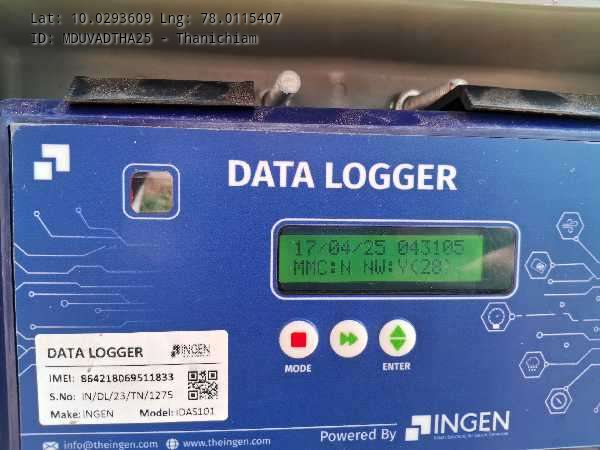 Lat: 10.0293609 Lng: 78.0115407
ID: MDUVADTHA25 - Thanichiam
DATA LOGGER
17/04/25 043105
MMC:N NW:Y(28)
MODE
ENTER
DATA LOGGER INGEN
IMEI: 864218069511833
S.No: IN/DL/23/TN/1275
Make: INGEN Model: IDAS101
Powered By INGEN
info@theingen.com www.theingen.com